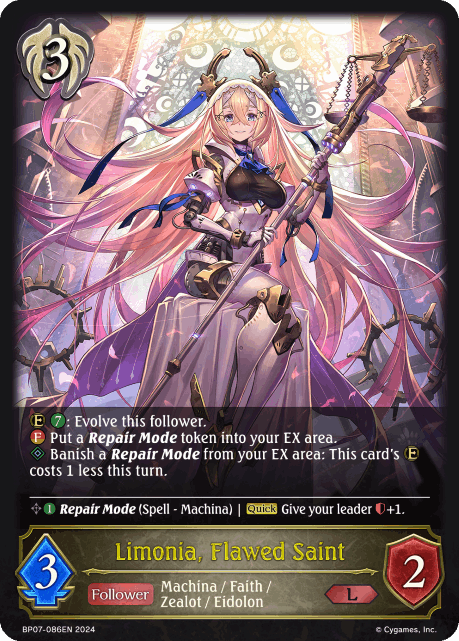 3
E 7: Evolve this follower.
F Put a Repair Mode token into your EX area.
Banish a Repair Mode from your EX area: This card's E
costs 1 less this turn.
1 Repair Mode (Spell - Machina) | Quick Give your leader +1.
Limonia, Flawed Saint
3
Follower
Machina / Faith /
Zealot / Eidolon
L
2
BP07-086EN 2024
© Cygames, Inc.